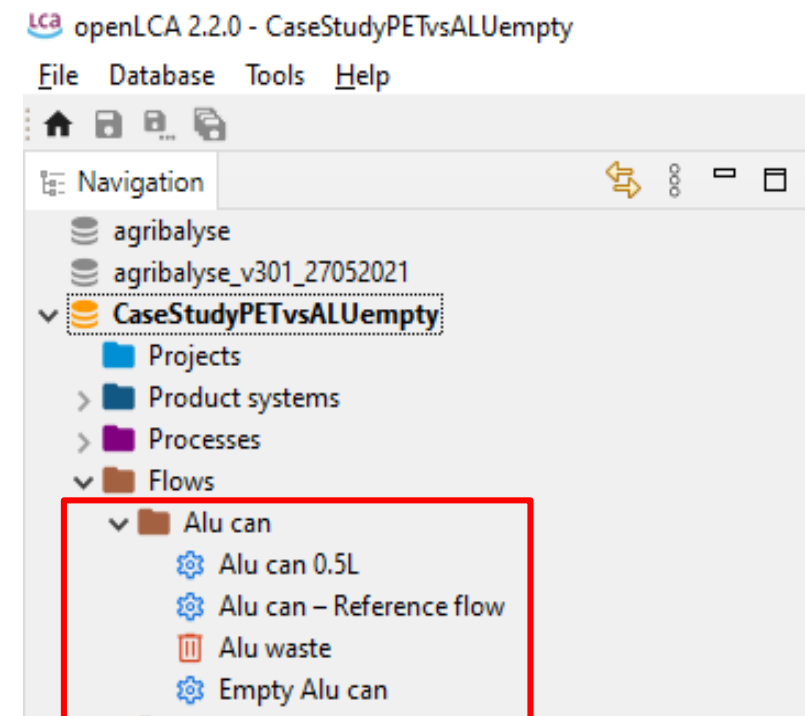 LCA openLCA 2.2.0 - CaseStudyPETvsALUempty
File Database Tools Help
Navigation
agribalyse
agribalyse_v301_27052021
CaseStudyPETvsALUempty
Projects
Product systems
Processes
Flows
Alu can
Alu can 0.5L
Alu can – Reference flow
Alu waste
Empty Alu can